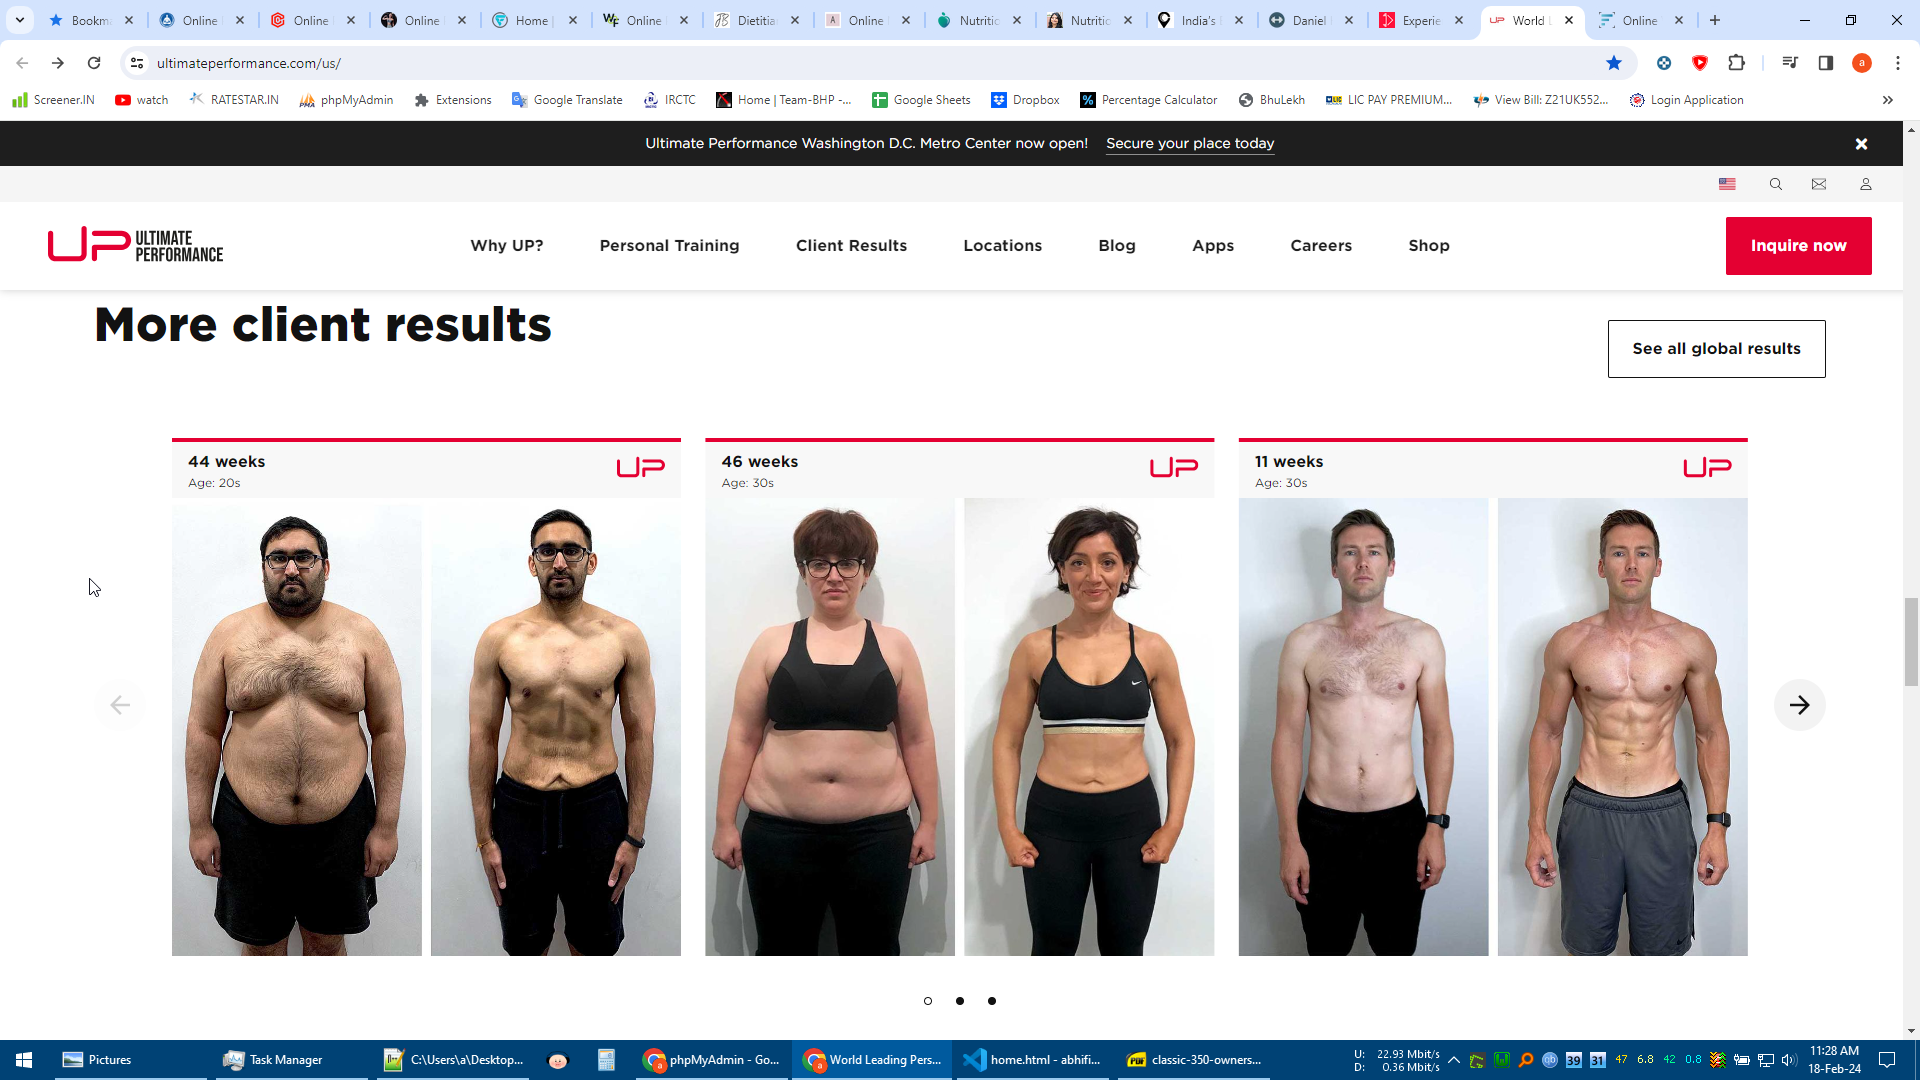 Bookma
Online
Online
Online
Home |
Online
Dietitia
Online
Nutritio
Nutritio
India's
Daniel
Experie
World
Online
ultimateperformance.com/us/
Screener.IN
watch
RATESTAR.IN
phpMyAdmin
Extensions
Google Translate
IRCTC
Home | Team-BHP -...
Google Sheets
Dropbox
Percentage Calculator
BhuLekh
LIC PAY PREMIUM...
View Bill: Z21UK552...
Login Application
Ultimate Performance Washington D.C. Metro Center now open! Secure your place today
UP ULTIMATE
PERFORMANCE
Why UP?
Personal Training
Client Results
Locations
Blog
Apps
Careers
Shop
Inquire now
More client results
See all global results
44 weeks
Age: 20s
UP
46 weeks
Age: 30s
UP
11 weeks
Age: 30s
UP
Pictures
Task Manager
C:\Users\a\Desktop...
phpMyAdmin - Go...
World Leading Pers...
home.html - abhifi...
classic-350-owners...
U: 22.93 Mbit/s
D: 0.36 Mbit/s
39
31
47 6.8 42 0.8
11:28 AM
18-Feb-24